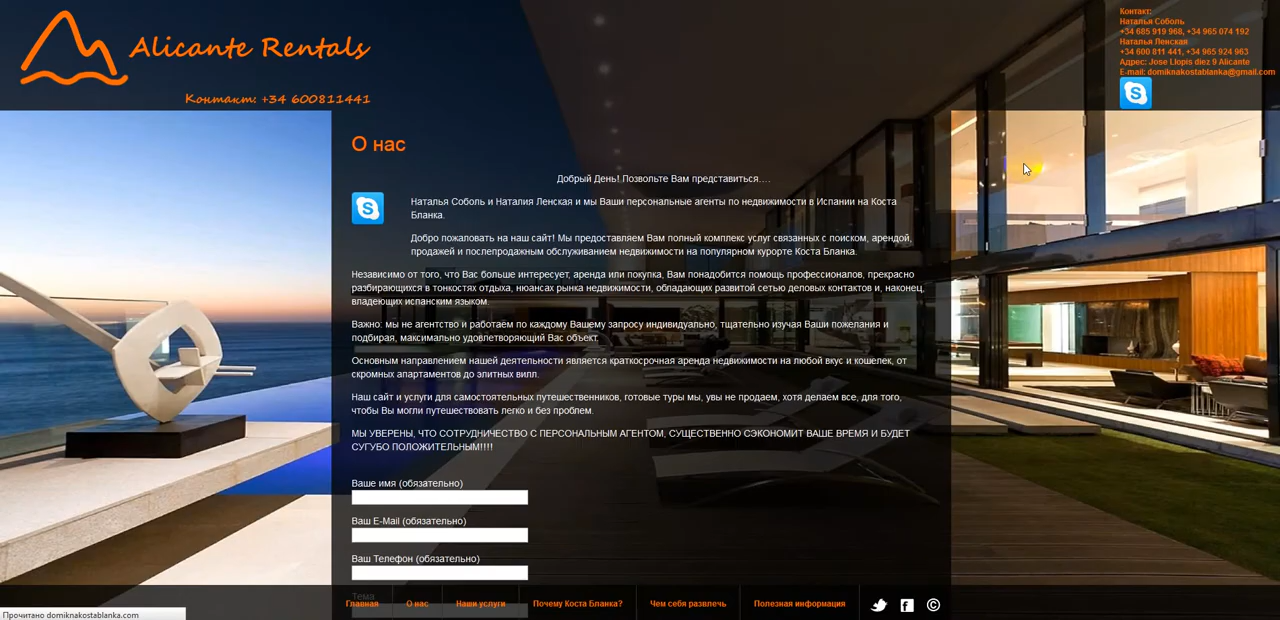 Alicante Rentals
Контакт: +34 600811441
Контакт:
Наталья Соболь
+34 685 919 968, +34 965 074 192
Наталья Ленская
+34 600 811 441, +34 965 924 963
Адрес: Jose Llopis diez 9 Alicante
E-mail: domiknakostablanka@gmail.com
О нас
Добрый День! Позвольте Вам представиться….
Наталья Соболь и Наталия Ленская и мы Ваши персональные агенты по недвижимости в Испании на Коста
Бланка.
Добро пожаловать на наш сайт! Мы предоставляем Вам полный комплекс услуг связанных с поиском, арендой,
продажей и послепродажным обслуживанием недвижимости на популярном курорте Коста Бланка.
Независимо от того, что Вас больше интересует, аренда или покупка, Вам понадобится помощь профессионалов, прекрасно
разбирающихся в тонкостях отдыха, нюансах рынка недвижимости, обладающих развитой сетью деловых контактов и, наконец,
владеющих испанским языком
Важно: мы не агентство и работаем по каждому Вашему запросу индивидуально, тщательно изучая Ваши пожелания и
подбирая, максимально удовлетворяющий Вас объект.
Основным направлением нашей деятельности является краткосрочная аренда недвижимости на любой вкус и кошелек, от
скромных апартаментов до элитных вилл.
Наш сайт и услуги для самостоятельных путешественников, готовые туры мы, увы не продаем, хотя делаем все, для того,
чтобы Вы могли путешествовать легко и без проблем.
МЫ УВЕРЕНЫ, ЧТО СОТРУДНИЧЕСТВО С ПЕРСОНАЛЬНЫМ АГЕНТОМ, СУЩЕСТВЕННО СЭКОНОМИТ ВАШЕ ВРЕМЯ И БУДЕТ
СУГУБО ПОЛОЖИТЕЛЬНЫМ!!!!
Ваше имя (обязательно)
Ваш E-Mail (обязательно)
Ваш Телефон (обязательно)
Тема
Главная
О нас
Наши услуги
Почему Коста Бланка?
Чем себя развлечь
Полезная информация
Прочитано domiknakostablanka.com